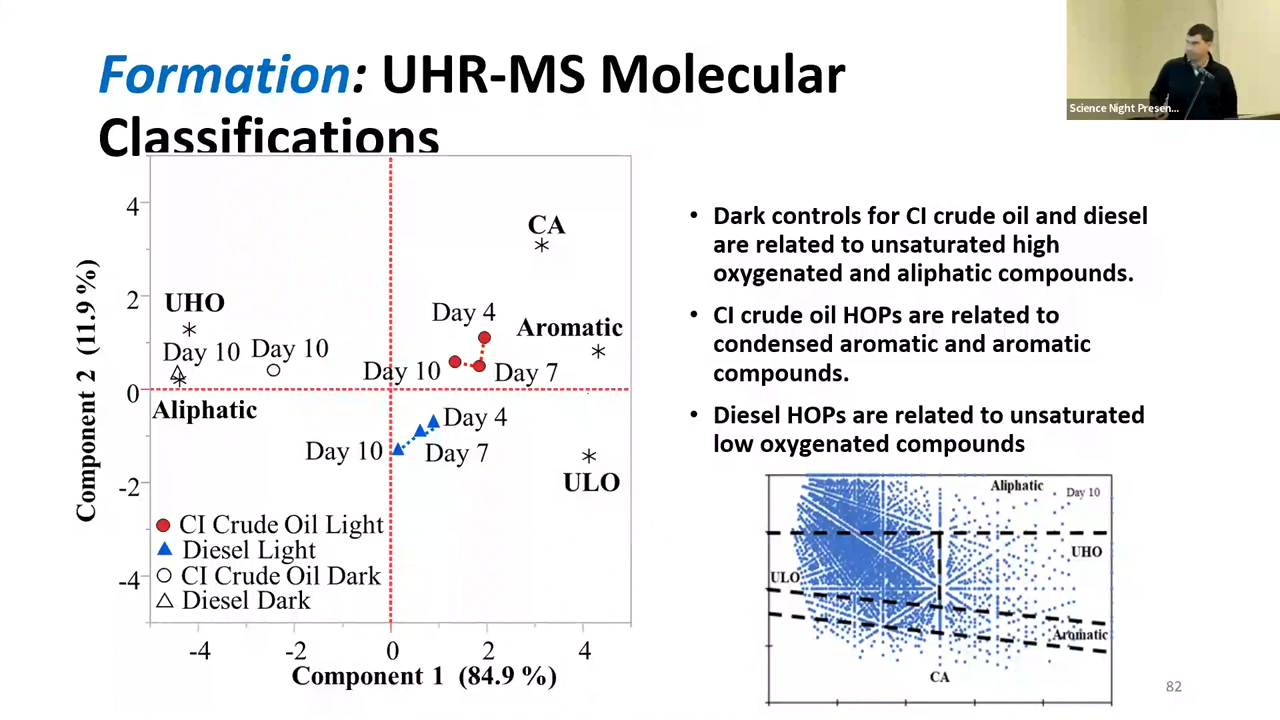 Formation: UHR-MS Molecular
Classifications
Science Night Presen...
4
2
0
-2
-4
Component 2 (11.9 %)
CA
UHO
Day 4
Aromatic
Day 10
Day 10
Day 10
Day 7
Aliphatic
Day 4
Day 10
Day 7
ULO
CI Crude Oil Light
Diesel Light
CI Crude Oil Dark
Diesel Dark
-4
-2
0
2
4
Component 1 (84.9 %)
• Dark controls for CI crude oil and diesel
are related to unsaturated high
oxygenated and aliphatic compounds.
• CI crude oil HOPs are related to
condensed aromatic and aromatic
compounds.
• Diesel HOPs are related to unsaturated
low oxygenated compounds
Aliphatic
Day 10
UHO
ULO
Aromatic
CA
82